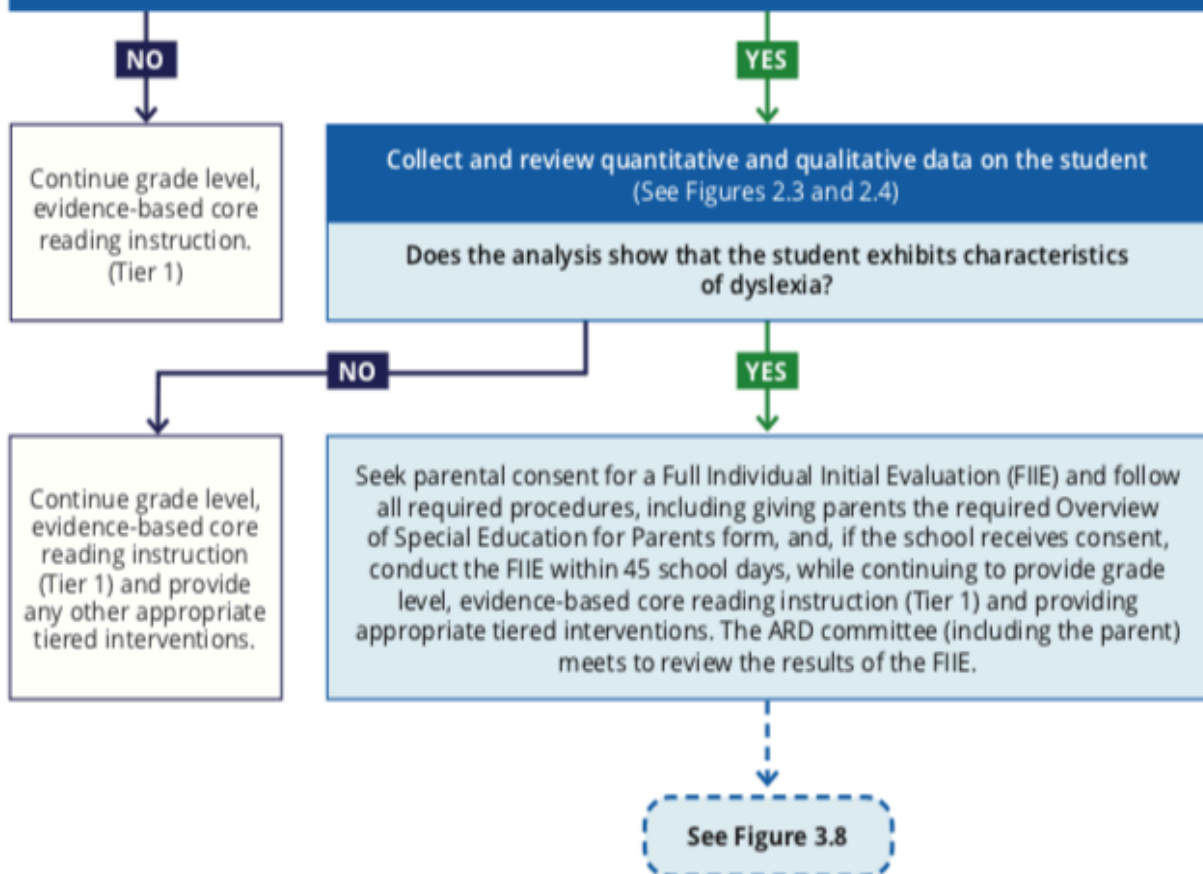 NO
YES
Continue grade level,
evidence-based core
reading instruction.
(Tier 1)
Collect and review quantitative and qualitative data on the student
(See Figures 2.3 and 2.4)
Does the analysis show that the student exhibits characteristics
of dyslexia?
NO
YES
Continue grade level,
evidence-based core
reading instruction
(Tier 1) and provide
any other appropriate
tiered interventions.
Seek parental consent for a Full Individual Initial Evaluation (FIIE) and follow
all required procedures, including giving parents the required Overview
of Special Education for Parents form, and, if the school receives consent,
conduct the FIIE within 45 school days, while continuing to provide grade
level, evidence-based core reading instruction (Tier 1) and providing
appropriate tiered interventions. The ARD committee (including the parent)
meets to review the results of the FIIE.
See Figure 3.8